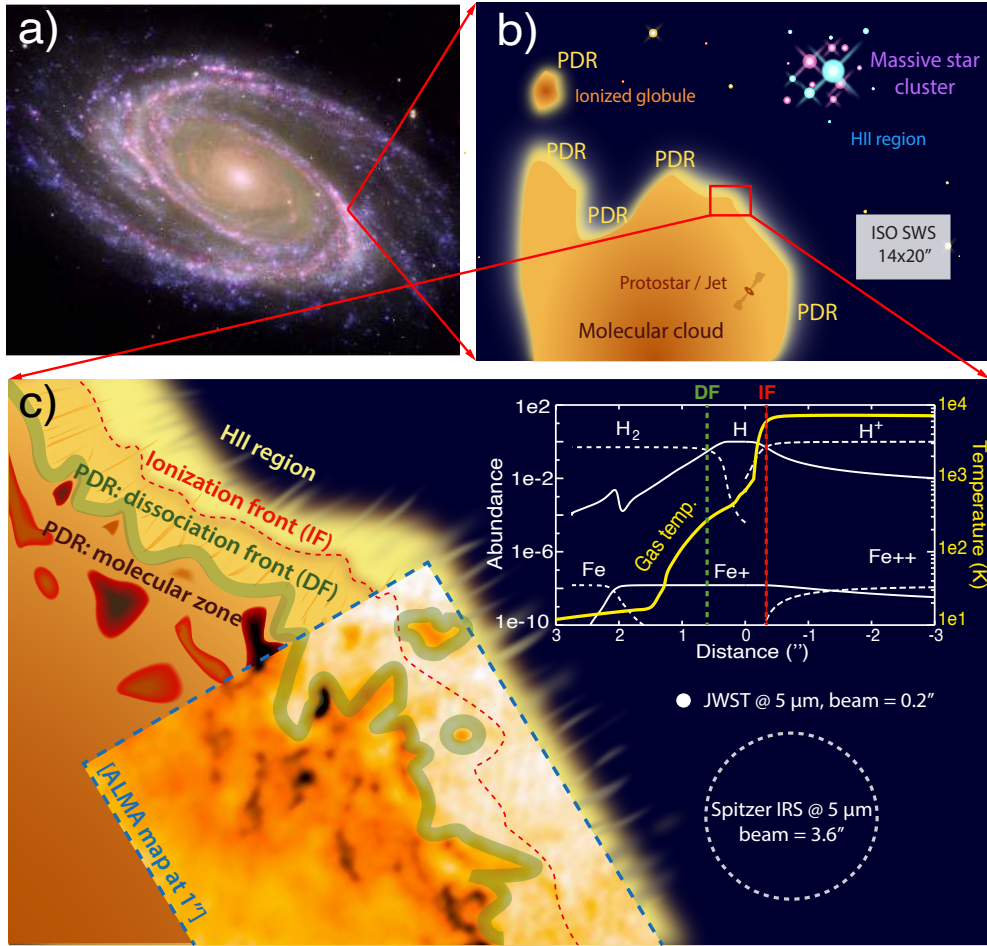 a)
b)
PDR
Ionized globule
Massive star
cluster
HII region
PDR
PDR
PDR
ISO SWS
14x20”
Protostar / Jet
PDR
Molecular cloud
c)
HII region
Ionization front (IF)
PDR: dissociation front (DF)
PDR: molecular zone
[ALMA map at 1”]
DF
IF
1e2
1e-2
1e-6
1e-10
Abundance
H2
H
H+
Gas temp.
Fe
Fe+
Fe++
1e4
1e3
1e2
1e1
Temperature (K)
3 2 1 0 -1 -2 -3
Distance (’’)
JWST @ 5 μm, beam = 0.2”
Spitzer IRS @ 5 μm
beam = 3.6”